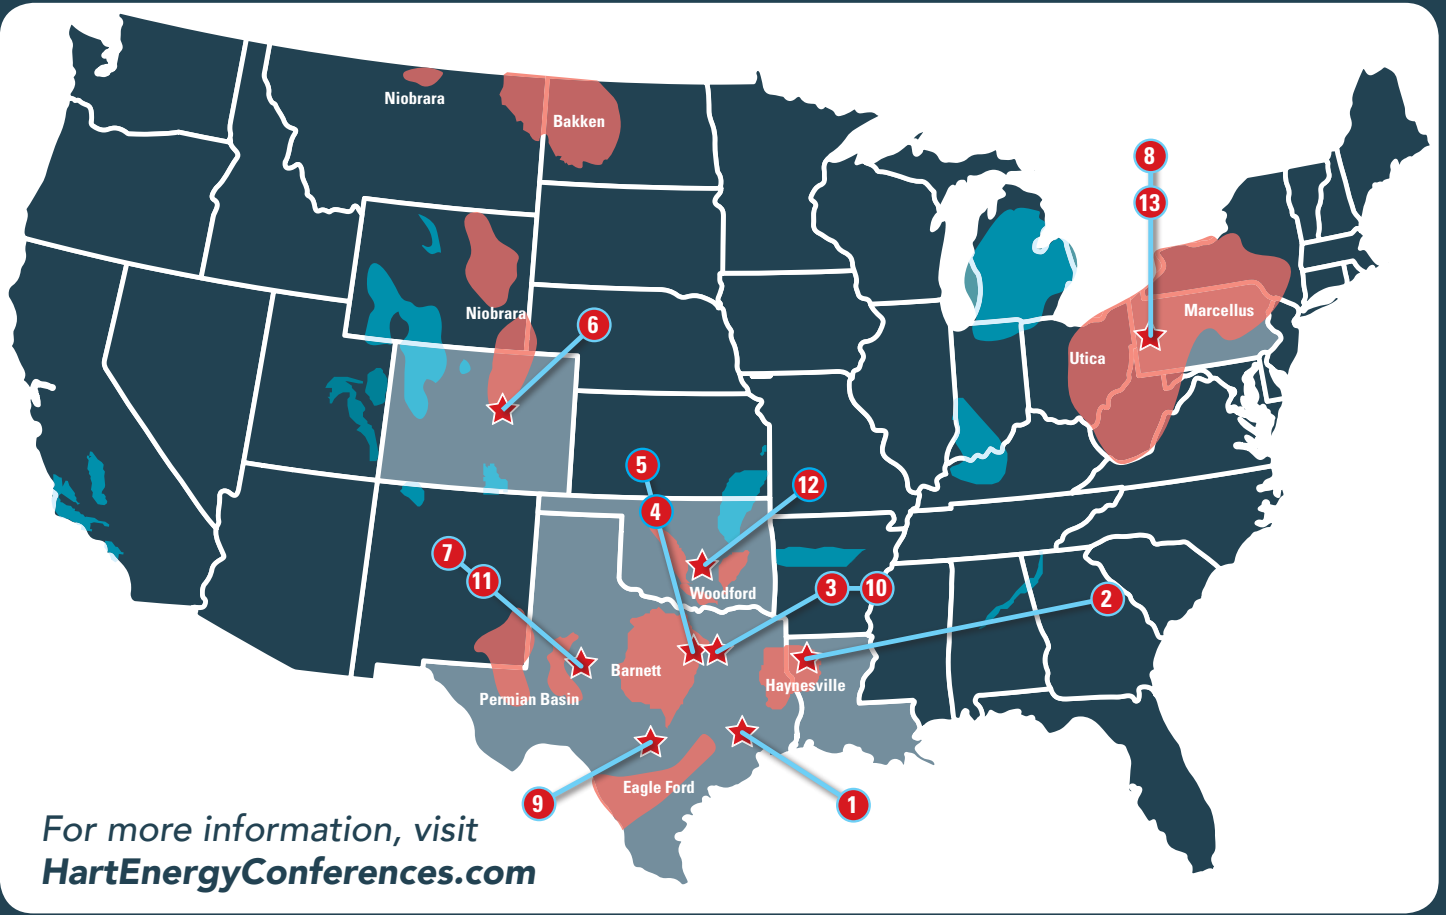 Niobrara
Bakken
8
13
Niobrara
6
Marcellus
Utica
5
12
4
7
11
3
10
2
Woodford
Barnett
Haynesville
Permian Basin
Eagle Ford
9
1
For more information, visit
HartEnergyConferences.com